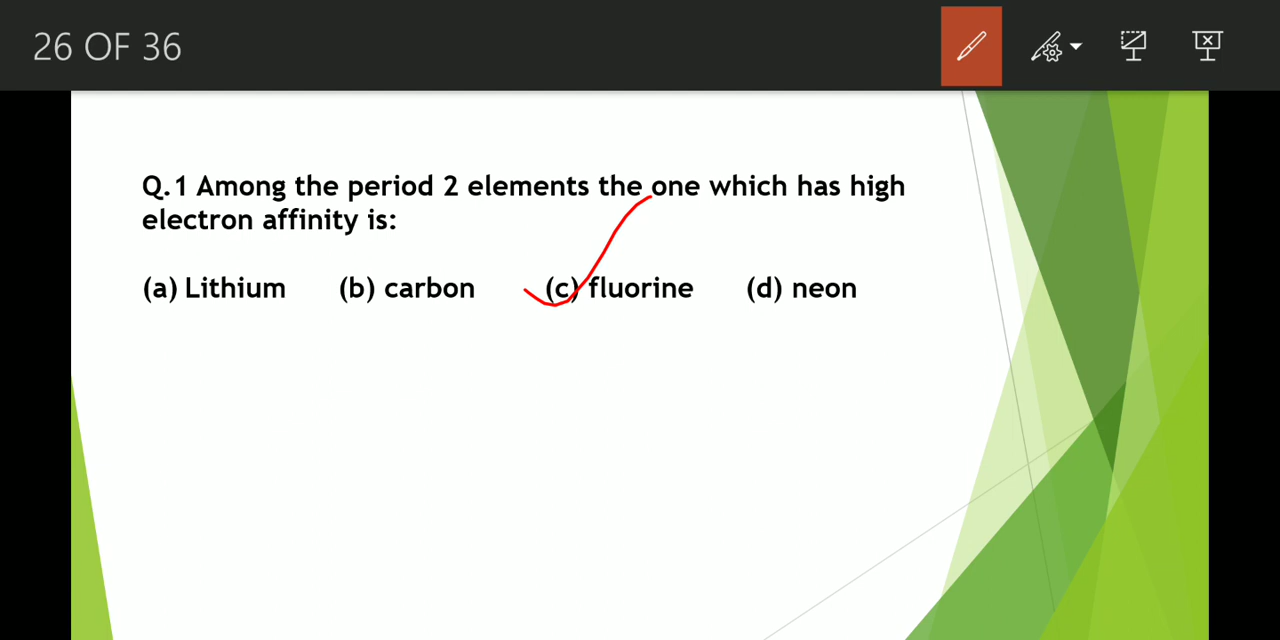 26 OF 36
Q.1 Among the period 2 elements the one which has high
electron affinity is:
(a) Lithium (b) carbon (c) fluorine (d) neon